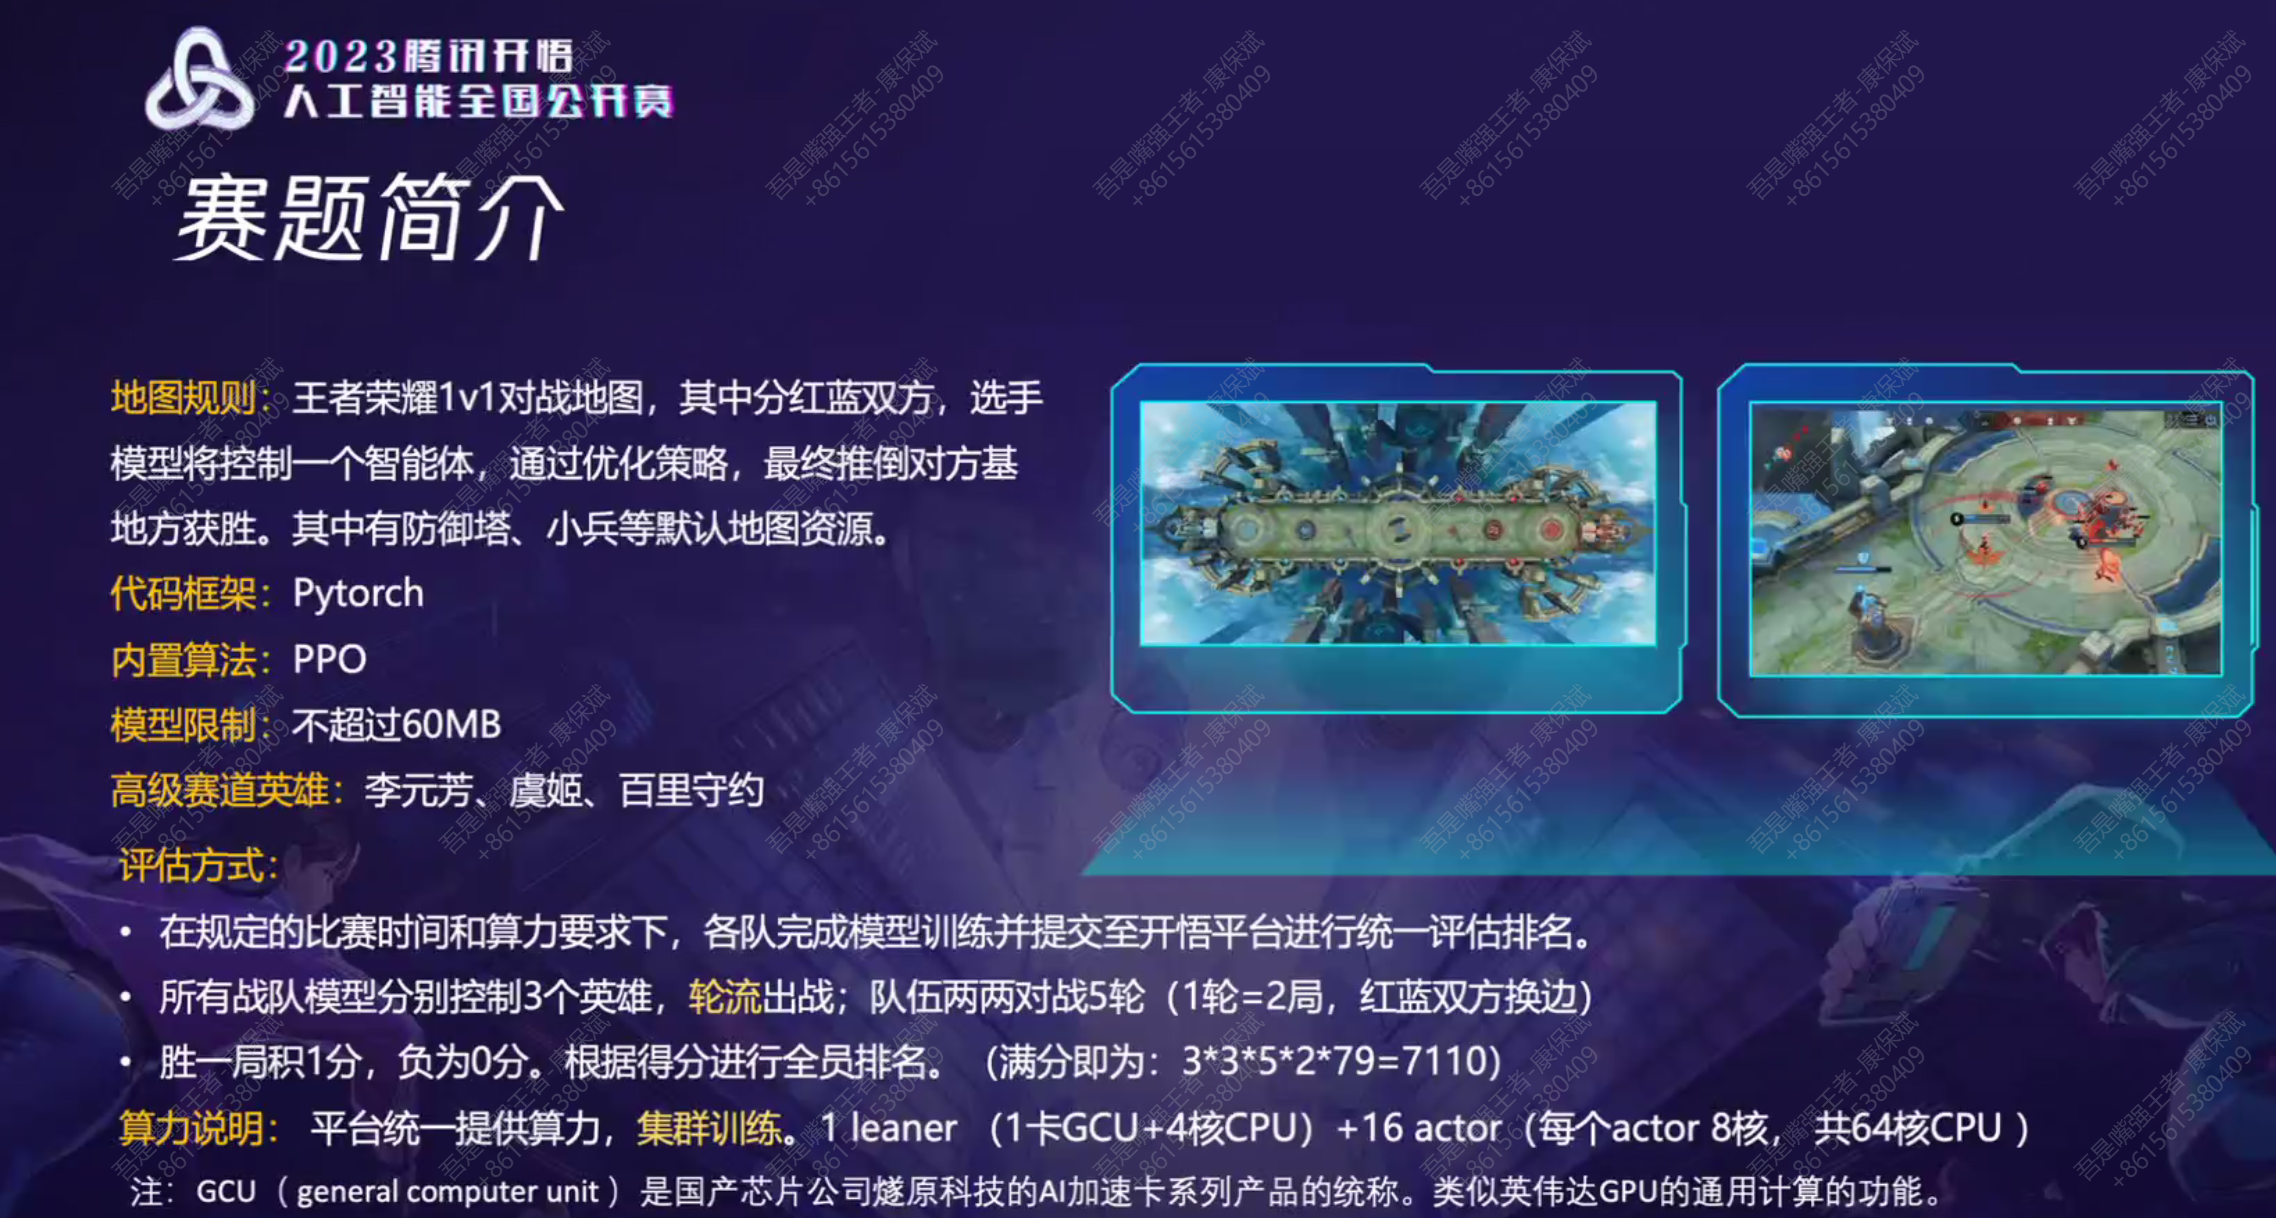 2023腾讯开悟
人工智能全国公开赛
赛题简介
地图规则：王者荣耀1v1对战地图，其中分红蓝双方，选手
模型将控制一个智能体，通过优化策略，最终推倒对方基
地方获胜。其中有防御塔、小兵等默认地图资源。
代码框架：Pytorch
内置算法：PPO
模型限制：不超过60MB
高级赛道英雄：李元芳、虞姬、百里守约
评估方式：
• 在规定的比赛时间和算力要求下，各队完成模型训练并提交至开悟平台进行统一评估排名。
• 所有战队模型分别控制3个英雄，轮流出战；队伍两两对战5轮（1轮=2局，红蓝双方换边）
• 胜一局积1分，负为0分。根据得分进行全员排名。（满分即为：3*3*5*2*79=7110）
算力说明： 平台统一提供算力，集群训练。1 leaner （1卡GCU+4核CPU）+16 actor（每个actor 8核， 共64核CPU ）
注：GCU （ general computer unit ）是国产芯片公司燧原科技的AI加速卡系列产品的统称。类似英伟达GPU的通用计算的功能。
吾是嘴强王者-康保斌
+8615615380409